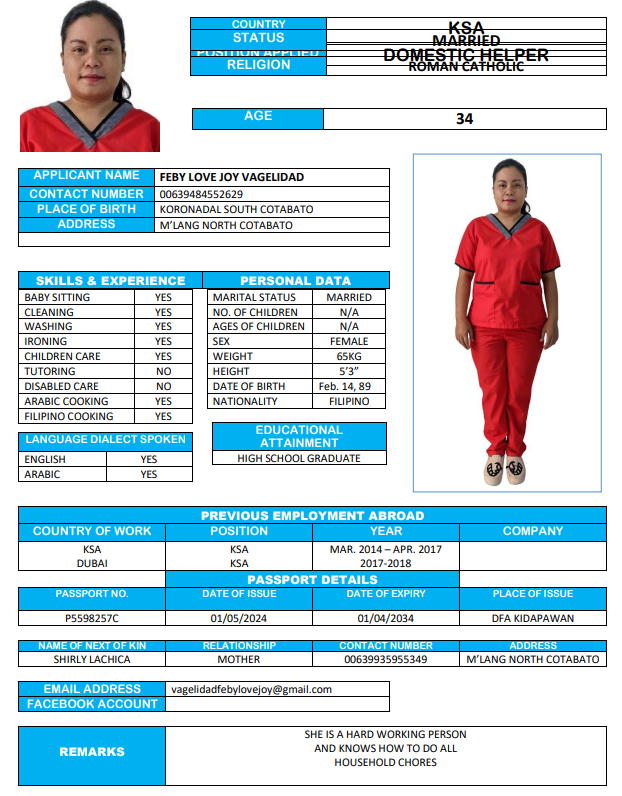 COUNTRY KSA
STATUS MARRIED
POSITION APPLIED DOMESTIC HELPER
RELIGION ROMAN CATHOLIC
AGE 34
APPLICANT NAME FEBY LOVE JOY VAGELIDAD
CONTACT NUMBER 00639484552629
PLACE OF BIRTH KORONADAL SOUTH COTABATO
ADDRESS M'LANG NORTH COTABATO
SKILLS & EXPERIENCE PERSONAL DATA
BABY SITTING YES MARITAL STATUS MARRIED
CLEANING YES NO. OF CHILDREN N/A
WASHING YES AGES OF CHILDREN N/A
IRONING YES SEX FEMALE
CHILDREN CARE YES WEIGHT 65KG
TUTORING NO HEIGHT 5'3”
DISABLED CARE NO DATE OF BIRTH Feb. 14, 89
ARABIC COOKING YES NATIONALITY FILIPINO
FILIPINO COOKING YES
LANGUAGE DIALECT SPOKEN
ENGLISH YES
ARABIC YES
EDUCATIONAL
ATTAINMENT
HIGH SCHOOL GRADUATE
PREVIOUS EMPLOYMENT ABROAD
COUNTRY OF WORK POSITION YEAR COMPANY
KSA KSA MAR. 2014 – APR. 2017
DUBAI KSA 2017-2018
PASSPORT DETAILS
PASSPORT NO. DATE OF ISSUE DATE OF EXPIRY PLACE OF ISSUE
P5598257C 01/05/2024 01/04/2034 DFA KIDAPAWAN
NAME OF NEXT OF KIN RELATIONSHIP CONTACT NUMBER ADDRESS
SHIRLY LACHICA MOTHER 00639935955349 M'LANG NORTH COTABATO
EMAIL ADDRESS vagelidadfebylovejoy@gmail.com
FACEBOOK ACCOUNT
REMARKS
SHE IS A HARD WORKING PERSON
AND KNOWS HOW TO DO ALL
HOUSEHOLD CHORES